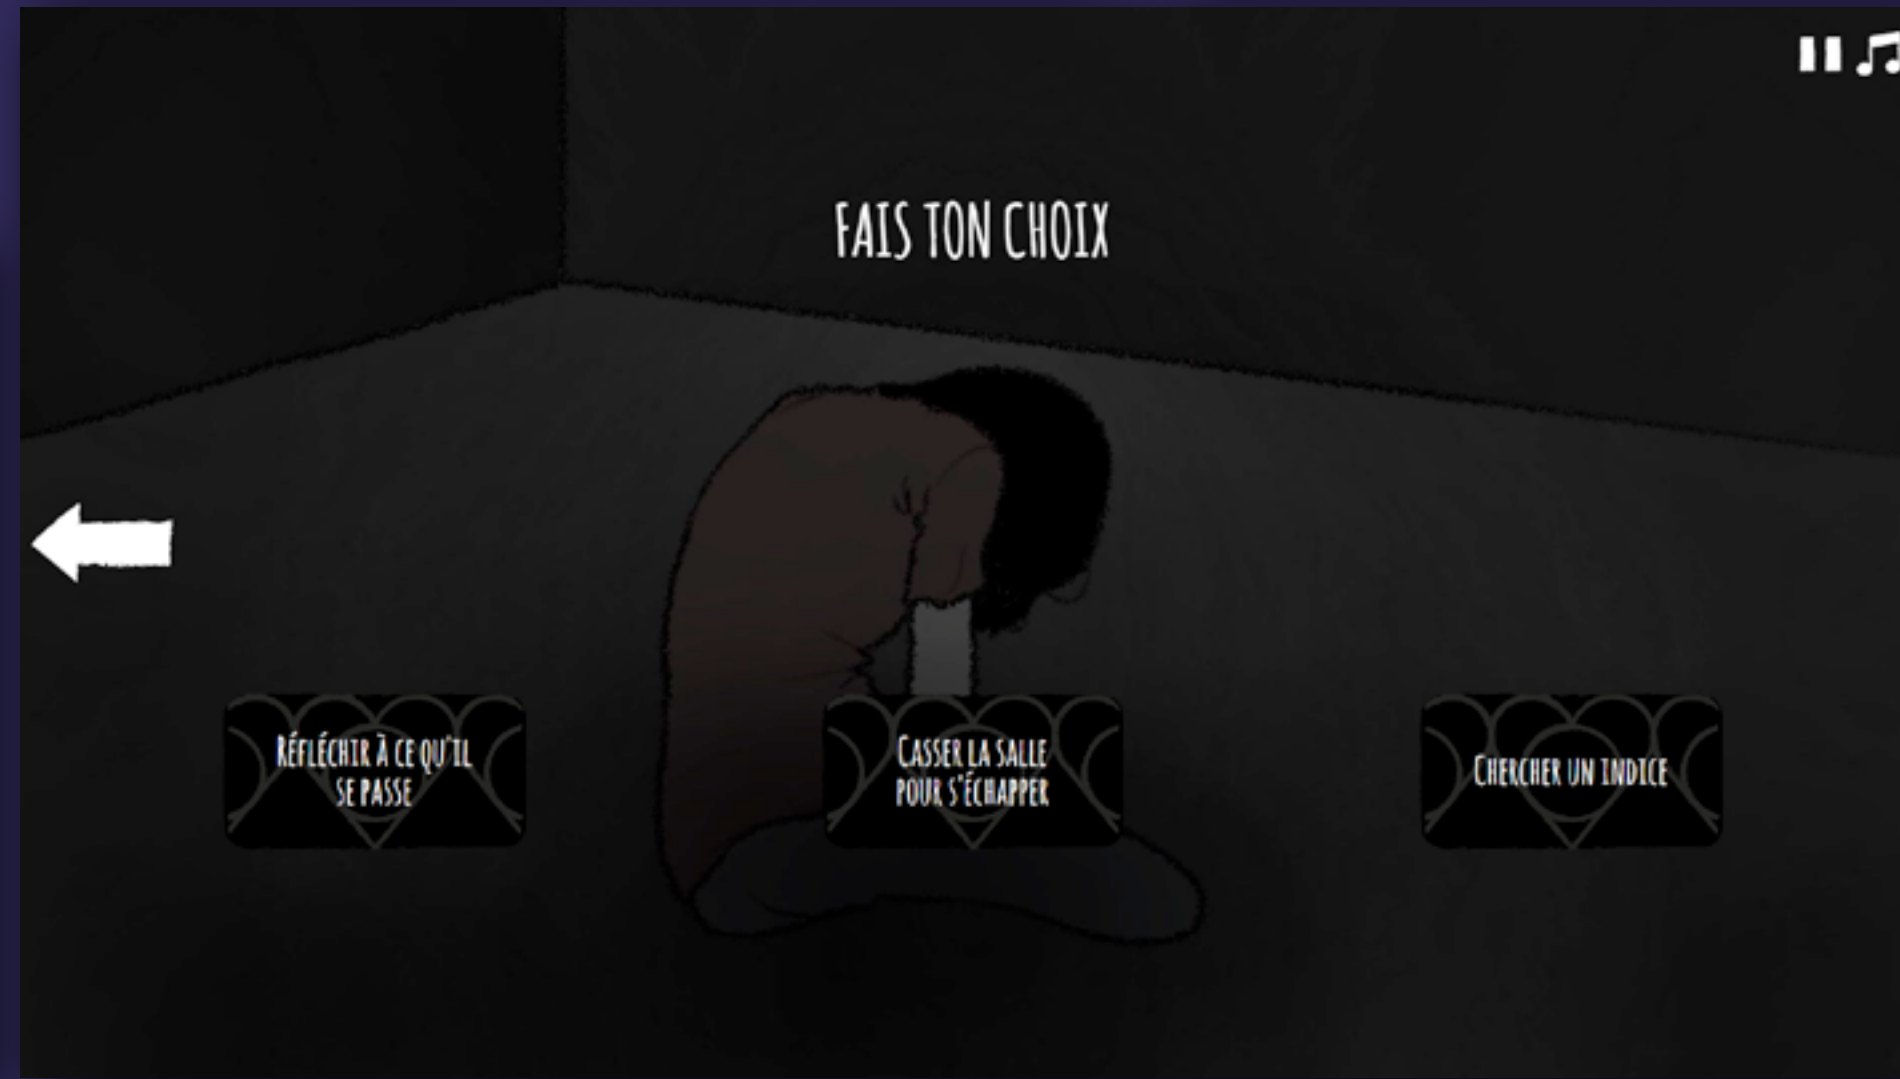 FAIS TON CHOIX
RÉFLÉCHIR À CE QU'IL
SE PASSE
CASSER LA SALLE
POUR S'ÉCHAPPER
CHERCHER UN INDICE